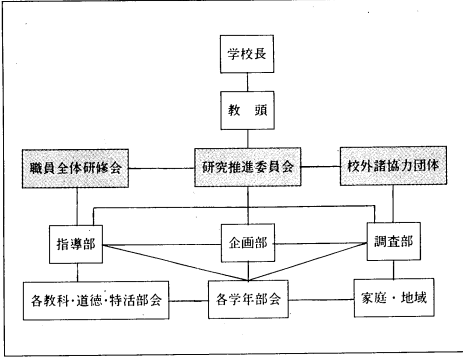 学校長
教　頭
職員全体研修会
研究推進委員会
校外諸協力団体
指導部
企画部
調査部
各教科・道徳・特活部会
各学年部会
家庭・地域